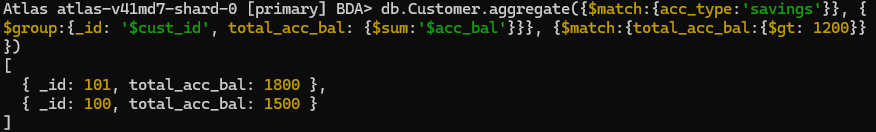 Atlas atlas-v41md7-shard-0 [primary] BDA> db.Customer.aggregate({$match:{acc_type:'savings'}}, {
$group:{_id: '$cust_id', total_acc_bal: {$sum:'$acc_bal'}}}, {$match:{total_acc_bal:{$gt: 1200}}
})
[
  { _id: 101, total_acc_bal: 1800 },
  { _id: 100, total_acc_bal: 1500 }
]